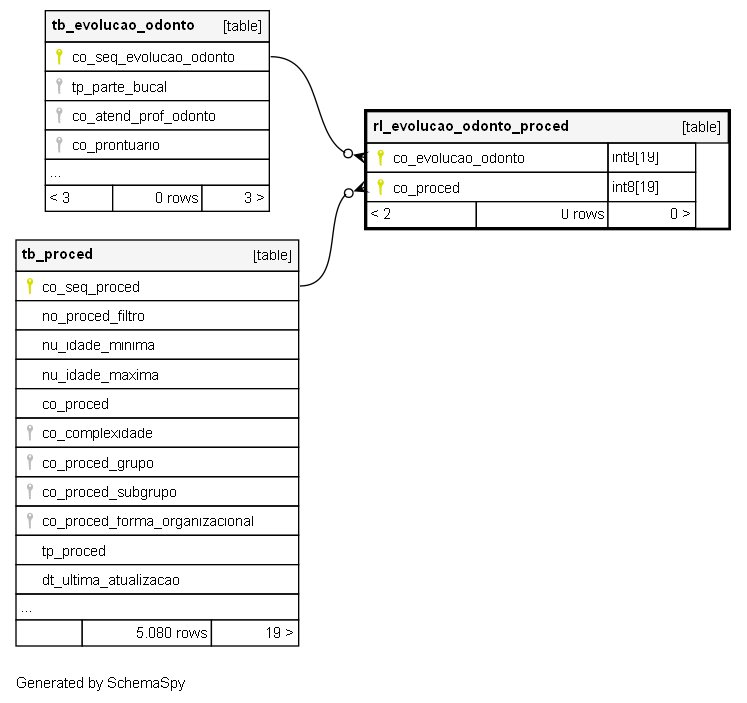 tb_evolucao_odonto [table]
co_seq_evolucao_odonto
tp_parte_bucal
co_atend_prof_odonto
co_prontuario
...
< 3 0 rows 3 >
rl_evolucao_odonto_proced [table]
co_evolucao_odonto int8[19]
co_proced int8[19]
< 2 0 rows 0 >
tb_proced [table]
co_seq_proced
no_proced_filtro
nu_idade_minima
nu_idade_maxima
co_proced
co_complexidade
co_proced_grupo
co_proced_subgrupo
co_proced_forma_organizacional
tp_proced
dt_ultima_atualizacao
...
5.080 rows 19 >
Generated by SchemaSpy